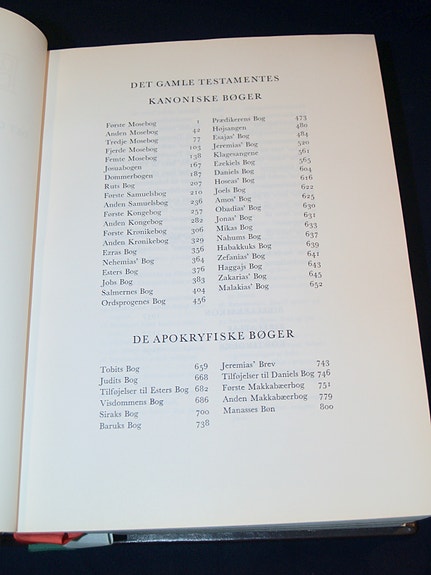 DET GAMLE TESTAMENTES
KANONISKE BØGER
Første Mosebog 1
Anden Mosebog 42
Tredje Mosebog 77
Fjerde Mosebog 103
Femte Mosebog 138
Josuabogen 167
Dommerbogen 187
Ruts Bog 207
Første Samuelsbog 210
Anden Samuelsbog 236
Første Kongebog 257
Anden Kongebog 282
Første Kronikebog 306
Anden Kronikebog 329
Ezras Bog 356
Nehemias' Bog 364
Esters Bog 376
Jobs Bog 383
Salmernes Bog 404
Ordsprogenes Bog 456
Prædikerens Bog 473
Højsangen 480
Esajas' Bog 484
Jeremias' Bog 520
Klagesangene 561
Ezekiels Bog 565
Daniels Bog 604
Hoseas' Bog 616
Joels Bog 622
Amos' Bog 625
Obadias' Bog 630
Jonas' Bog 631
Mikas Bog 633
Nahums Bog 637
Habakkuks Bog 639
Zefanias' Bog 641
Haggajs Bog 643
Zakarias' Bog 645
Malakias' Bog 652
DE APOKRYFISKE BØGER
Tobits Bog 659
Judits Bog 668
Tilføjelser til Esters Bog 682
Visdommens Bog 686
Siraks Bog 700
Baruks Bog 738
Jeremias' Brev 743
Tilføjelser til Daniels Bog 746
Første Makkabæerbog 751
Anden Makkabæerbog 779
Manasses Bøn 800